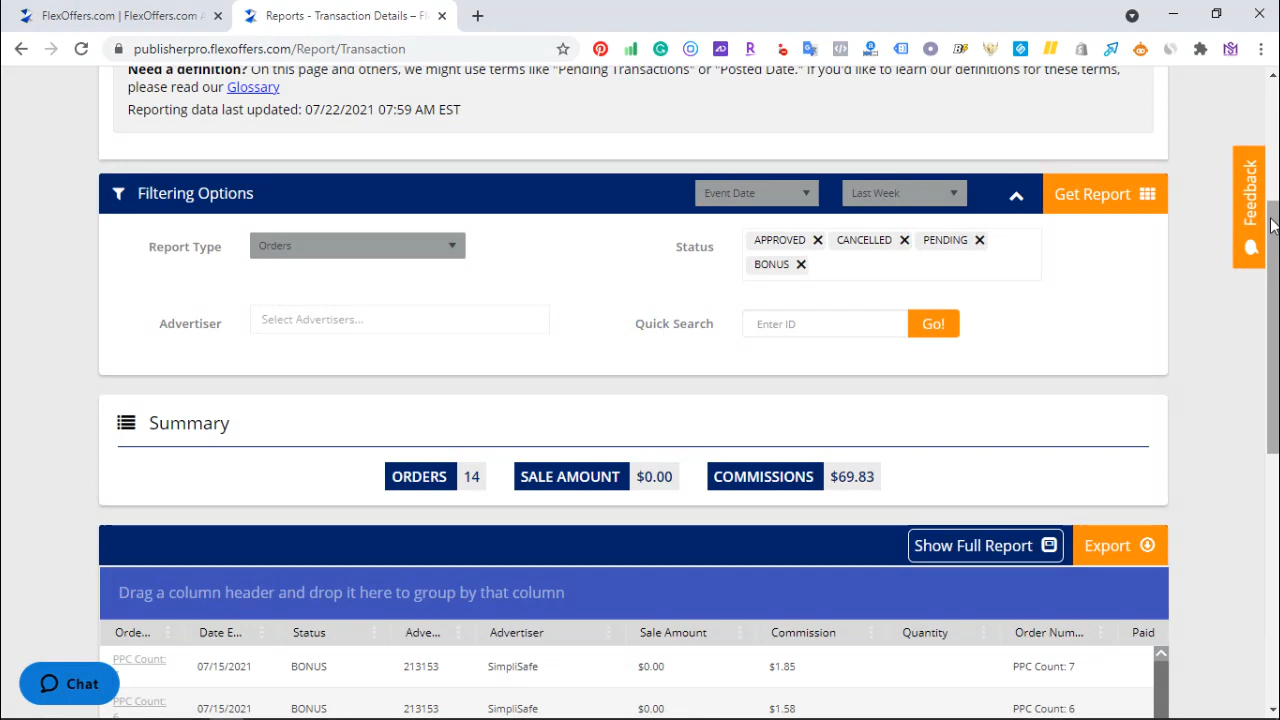 FlexOffers.com | FlexOffers.com A
Reports - Transaction Details – Fl
publisherpro.flexoffers.com/Report/Transaction
Need a definition? On this page and others, we might use terms like "Pending Transactions" or "Posted Date." If you'd like to learn our definitions for these terms,
please read our Glossary
Reporting data last updated: 07/22/2021 07:59 AM EST
Feedback
Filtering Options
Event Date
Last Week
Get Report
Report Type
Orders
Status
APPROVED
CANCELLED
PENDING
BONUS
Advertiser
Select Advertisers...
Quick Search
Enter ID
Go!
Summary
ORDERS 14
SALE AMOUNT $0.00
COMMISSIONS $69.83
Show Full Report
Export
Drag a column header and drop it here to group by that column
Orde... Date E... Status Adve... Advertiser Sale Amount Commission Quantity Order Num... Paid
PPC Count: 07/15/2021 BONUS 213153 SimpliSafe $0.00 $1.85 PPC Count: 7
PPC Count: 07/15/2021 BONUS 213153 SimpliSafe $0.00 $1.58 PPC Count: 6
Chat